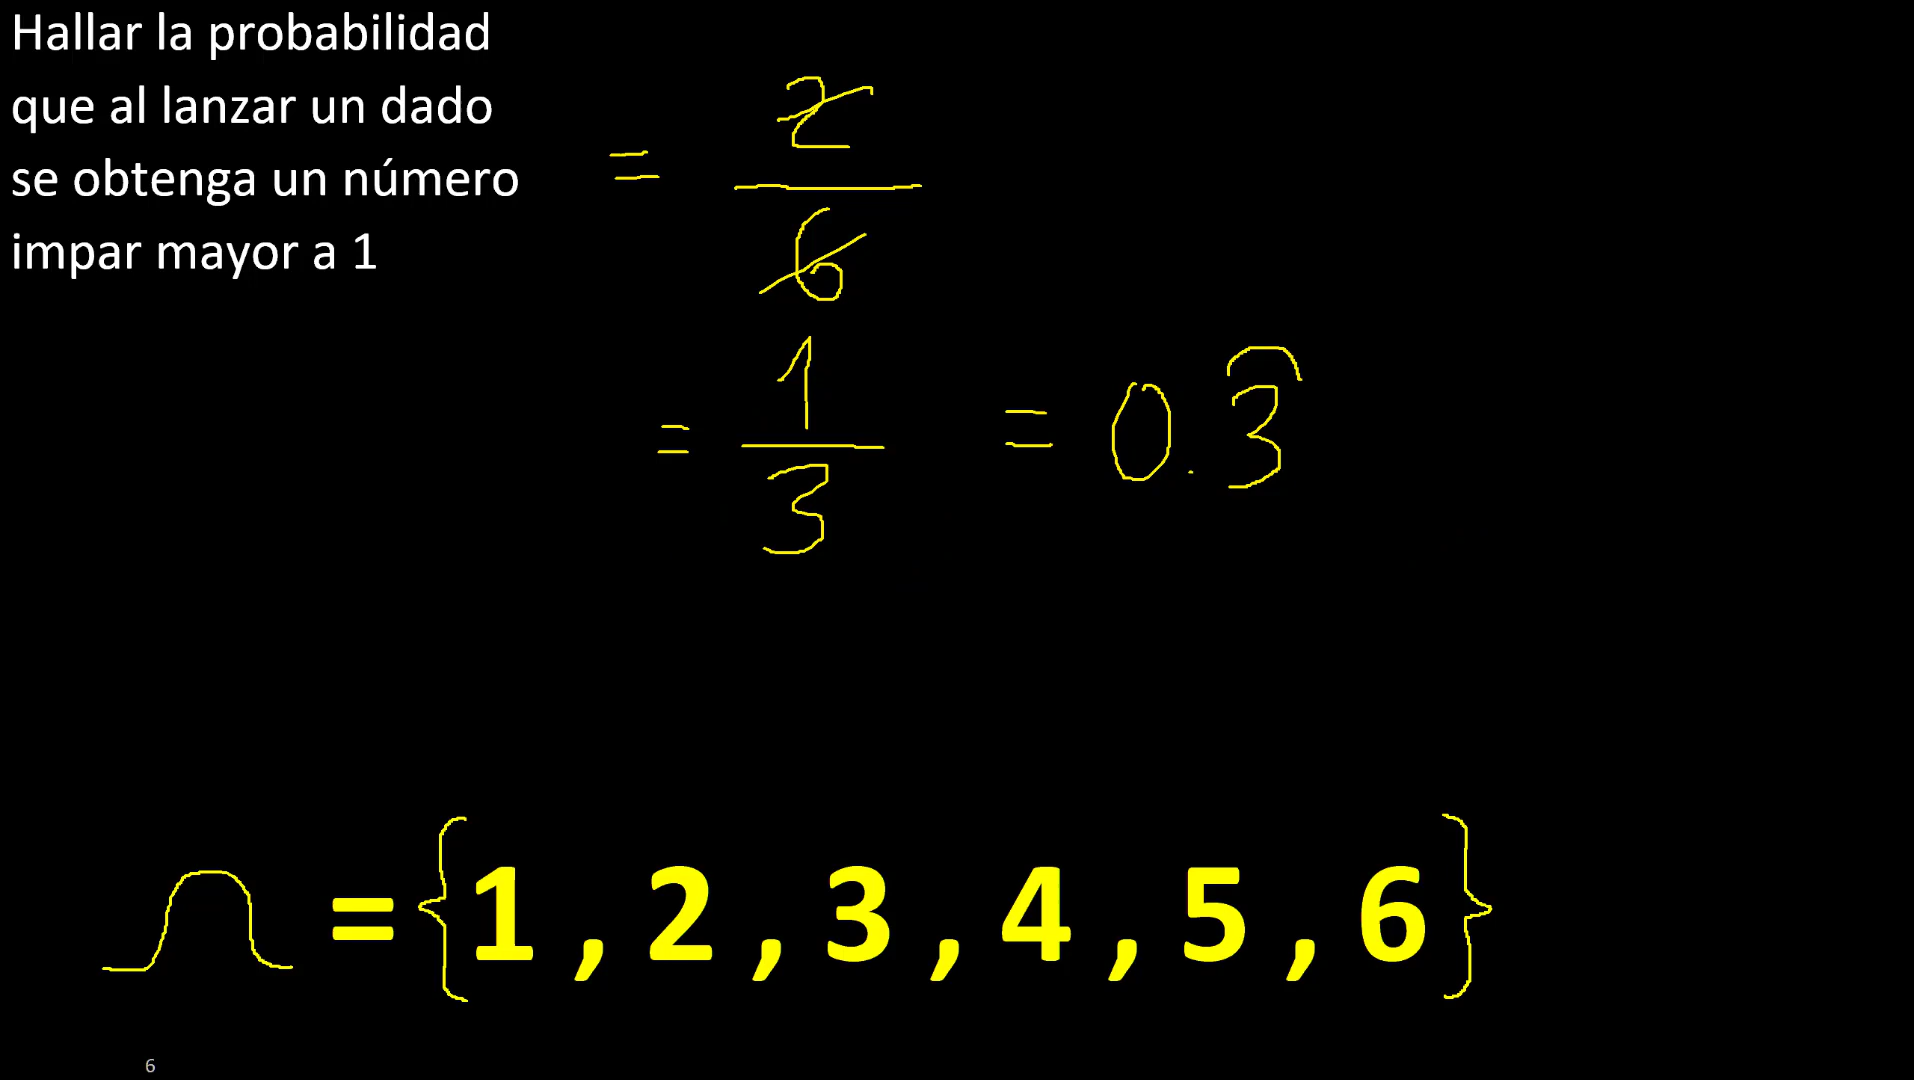 Hallar la probabilidad
que al lanzar un dado
se obtenga un número
impar mayor a 1
= 2/6
= 1/3 = 0.3̂
Ω = {1 , 2 , 3 , 4 , 5 , 6}
6